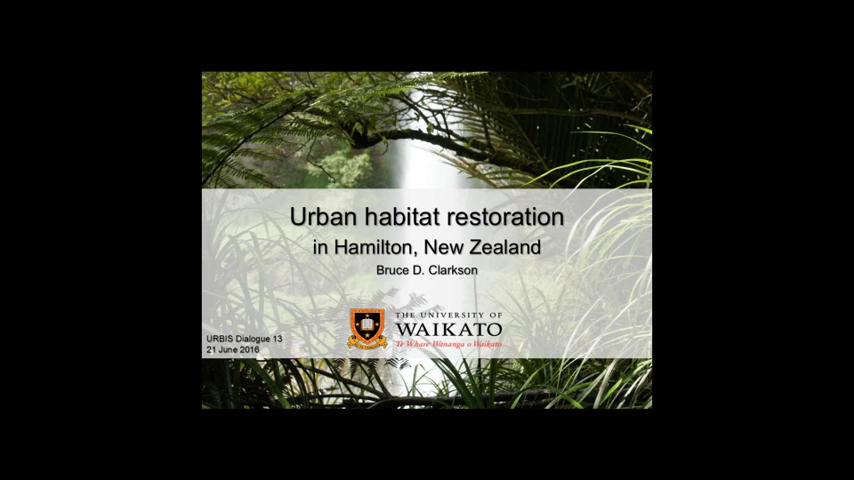 Urban habitat restoration
in Hamilton, New Zealand
Bruce D. Clarkson
THE UNIVERSITY OF
WAIKATO
Te Whare Wānanga o Waikato
URBIS Dialogue 13
21 June 2016